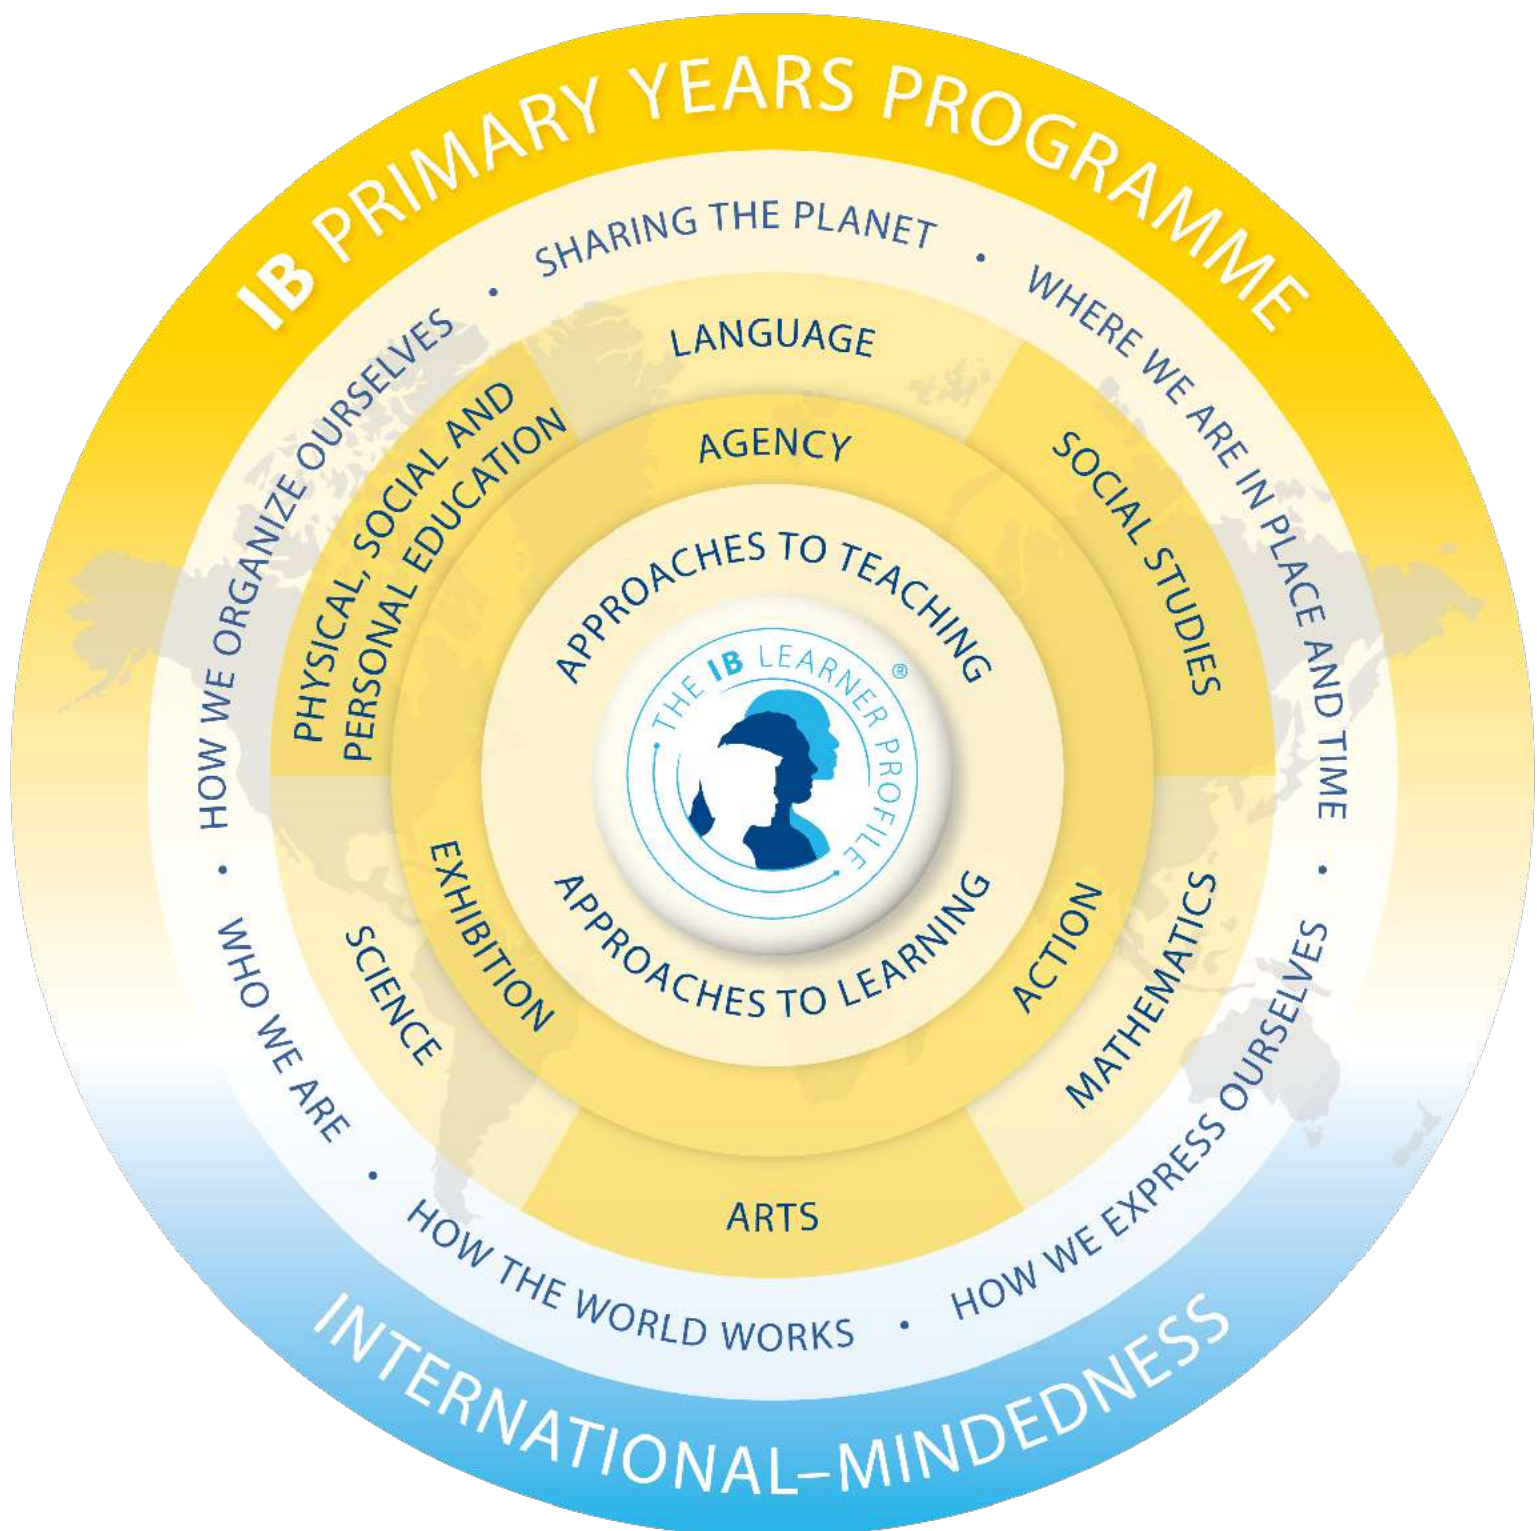 IB PRIMARY YEARS PROGRAMME
SHARING THE PLANET
•
WHERE WE ARE IN PLACE AND TIME
•
HOW WE EXPRESS OURSELVES
•
HOW THE WORLD WORKS
•
WHO WE ARE
•
HOW WE ORGANIZE OURSELVES
•
LANGUAGE
SOCIAL STUDIES
MATHEMATICS
ARTS
SCIENCE
PHYSICAL, SOCIAL AND
PERSONAL EDUCATION
AGENCY
ACTION
EXHIBITION
APPROACHES TO TEACHING
THE IB LEARNER PROFILE ®
APPROACHES TO LEARNING
INTERNATIONAL–MINDEDNESS